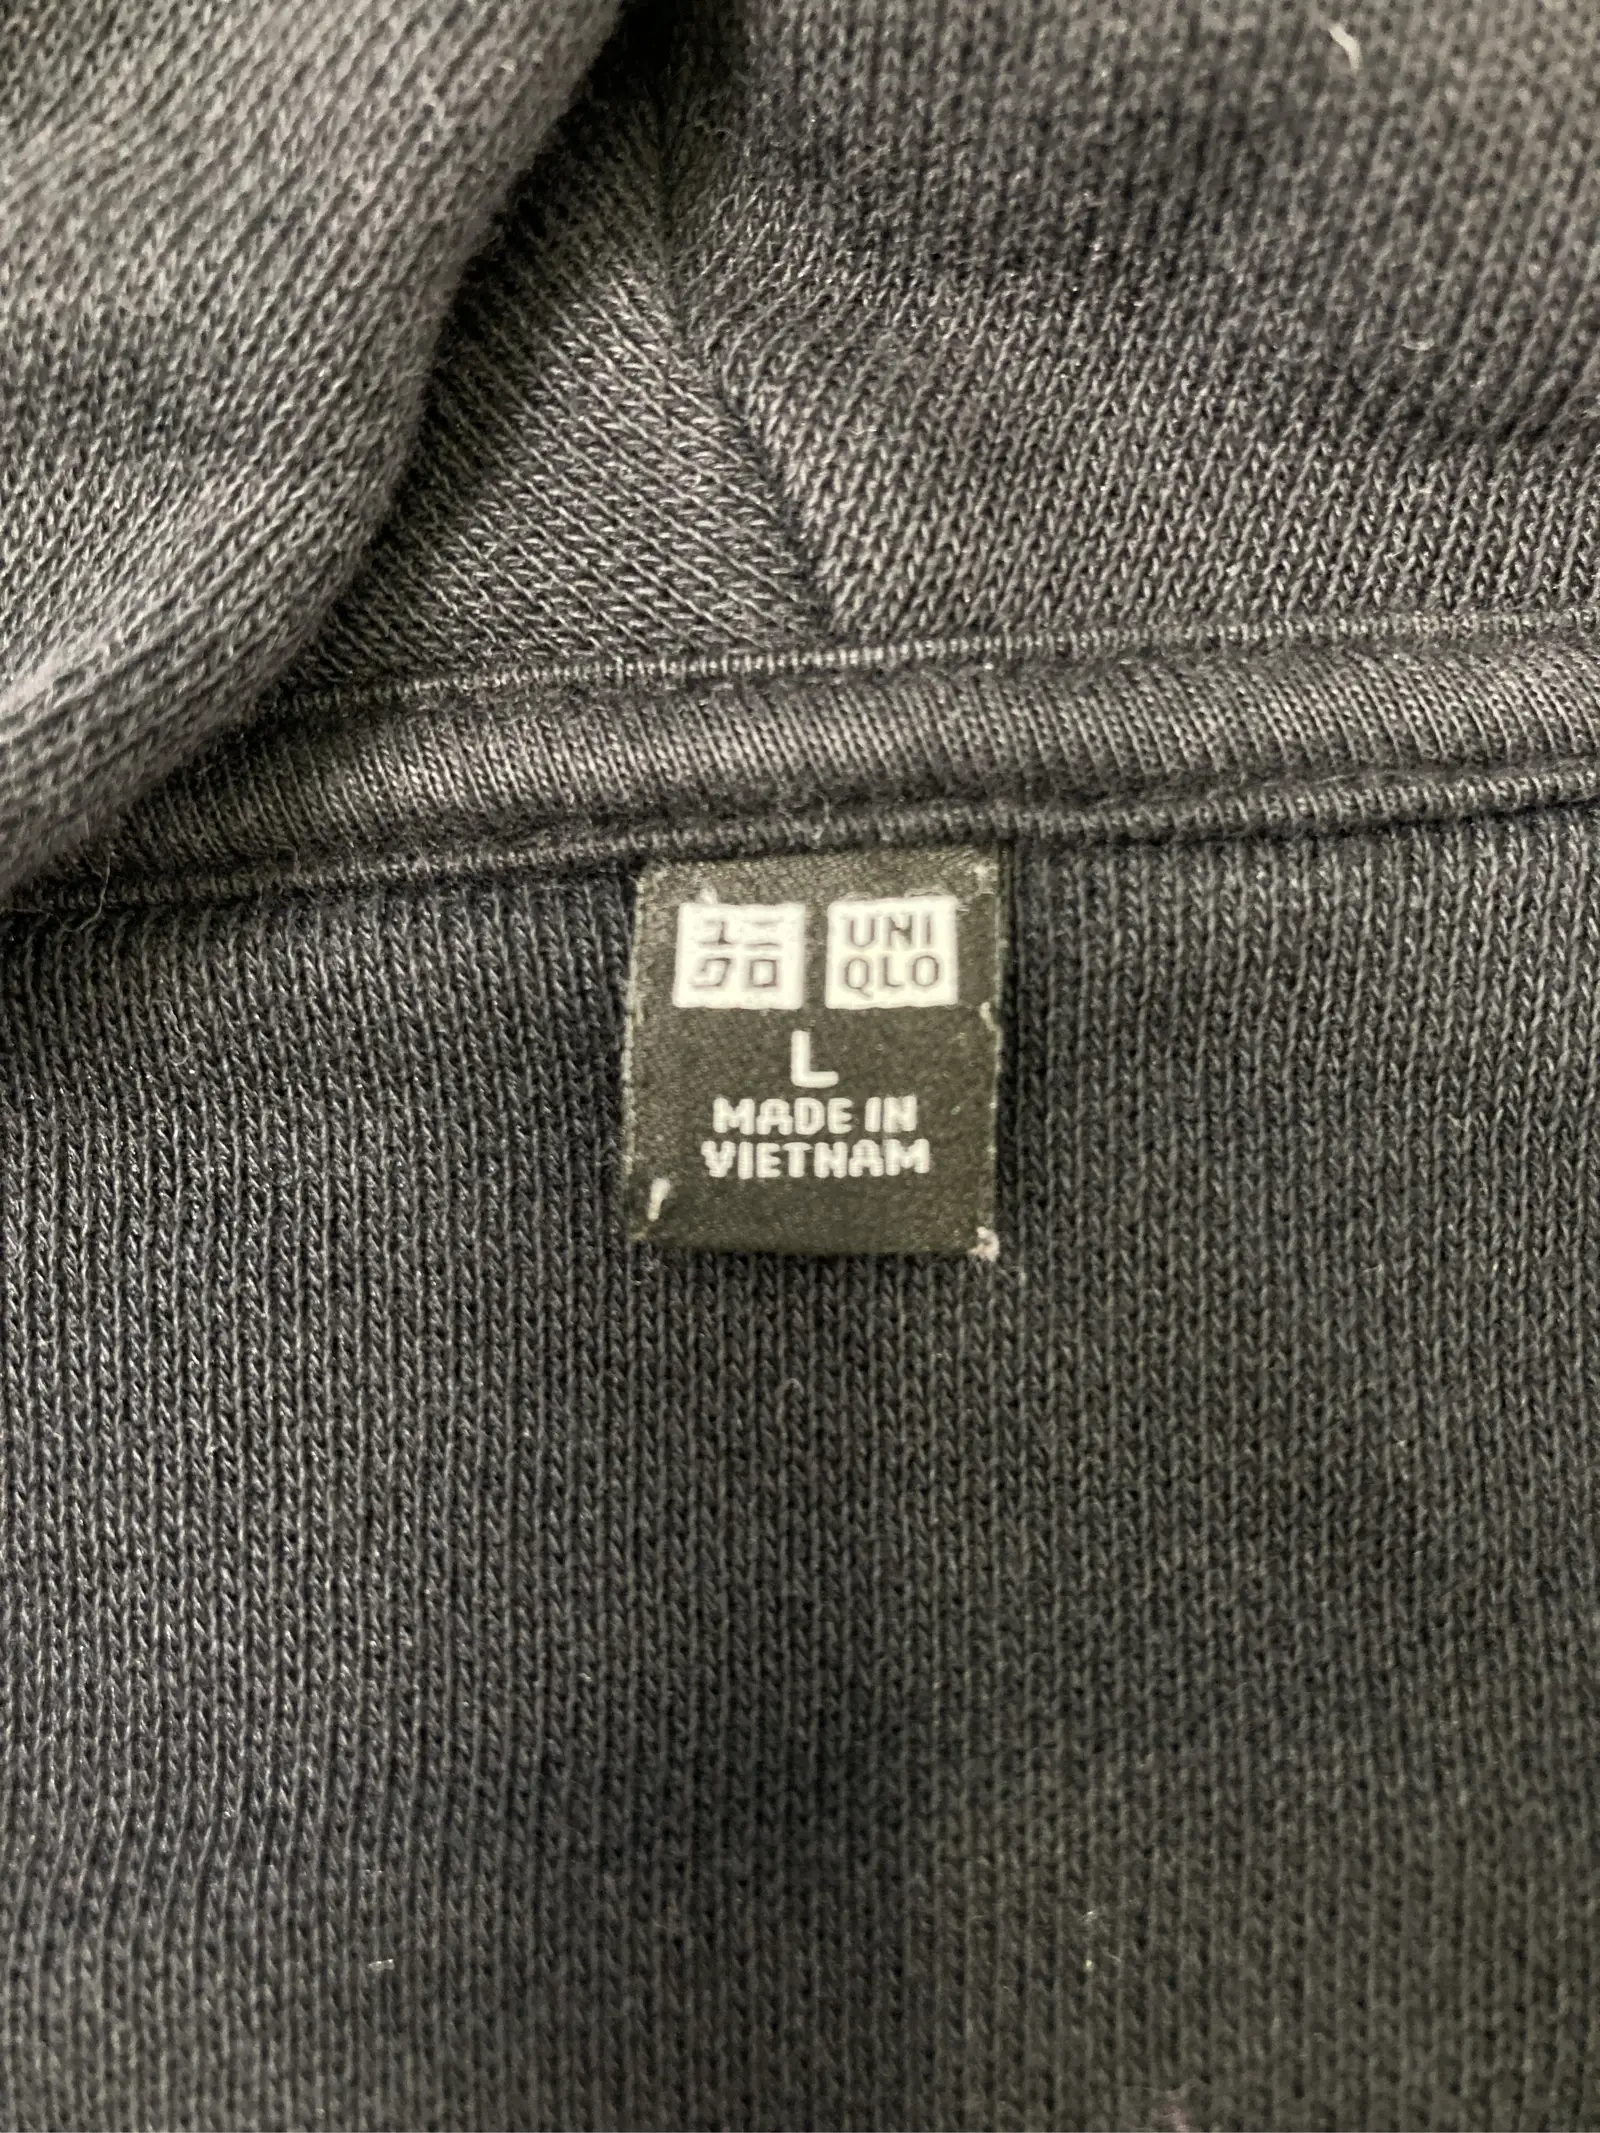 ユニ UNI
クロ QLO
L
MADE IN
VIETNAM